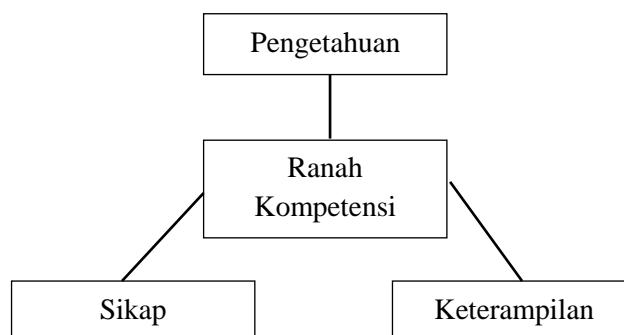 Pengetahuan
Ranah
Kompetensi
Sikap
Keterampilan